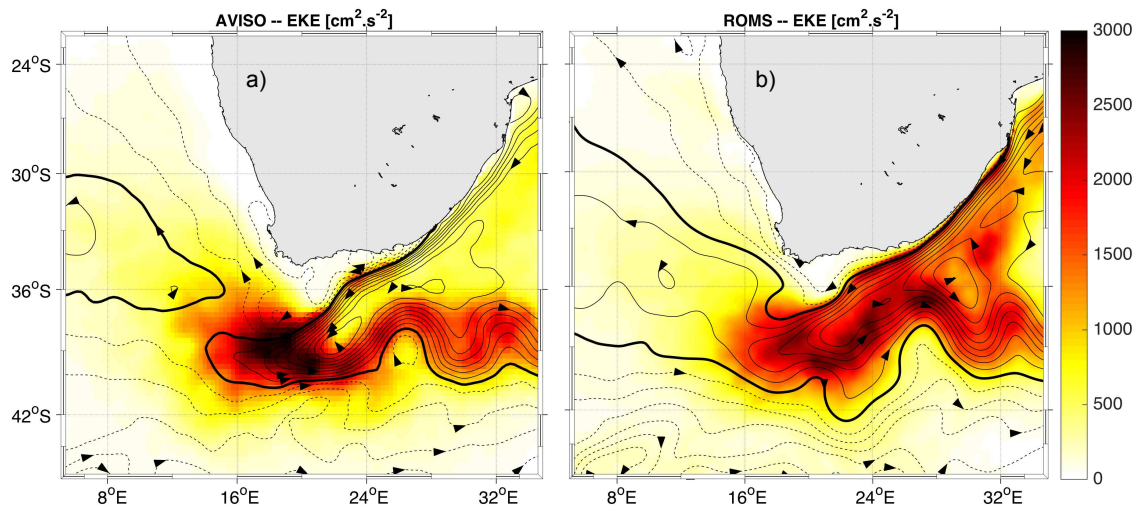 AVISO -- EKE [cm².s⁻²]
ROMS -- EKE [cm².s⁻²]
a)
b)
24°S
30°S
36°S
42°S
8°E
16°E
24°E
32°E
8°E
16°E
24°E
32°E
3000
2500
2000
1500
1000
500
0